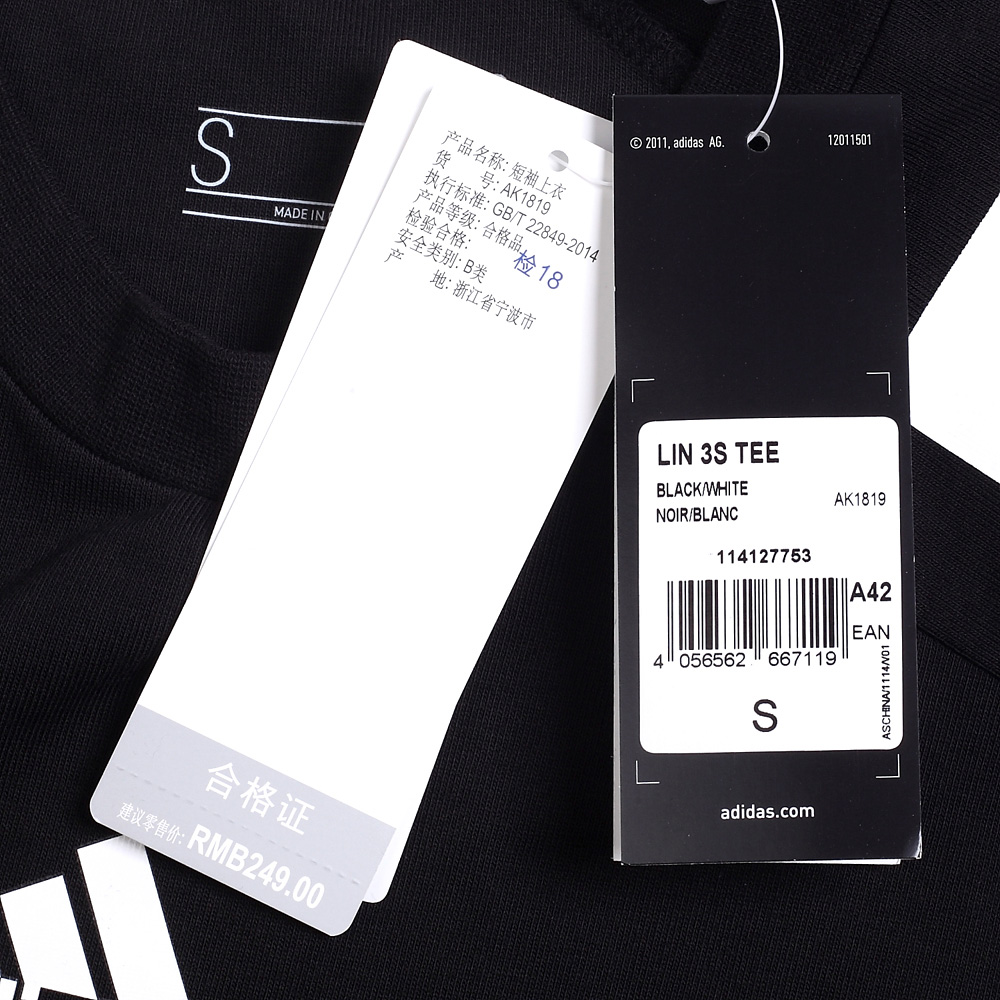 S
MADE IN
产品名称: 短袖上衣
货 号: AK1819
执行标准: GB/T 22849-2014
产品等级: 合格品
检验合格: 检18
安全类别: B类
产 地: 浙江省宁波市
合格证
建议零售价: RMB249.00
© 2011, adidas AG. 12011501
LIN 3S TEE
BLACK/WHITE
NOIR/BLANC
AK1819
114127753
A42
EAN
4 056562 667119
S
ASCHINA/1114/V01
adidas.com